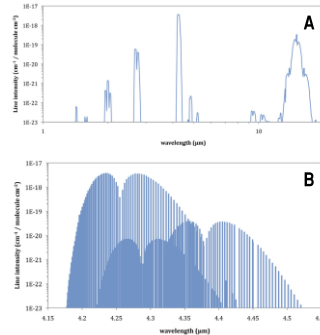 A
1E-17
1E-18
1E-19
1E-20
1E-21
1E-22
1E-23
Line intensity (cm⁻¹ / molecule cm⁻²)
1
10
wavelength (μm)
B
1E-17
1E-18
1E-19
1E-20
1E-21
1E-22
1E-23
Line intensity (cm⁻¹ / molecule cm⁻²)
4.15
4.2
4.25
4.3
4.35
4.4
4.45
4.5
4.55
wavelength (μm)